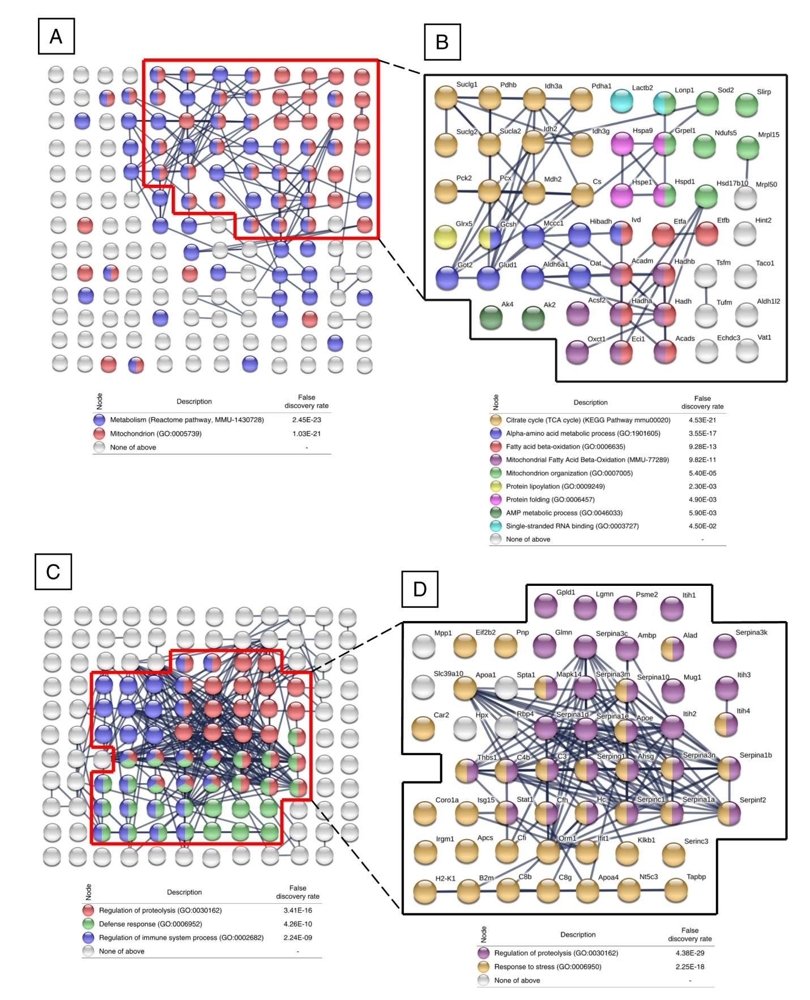 A
B
Suclg1 Pdhb Idh3a Pdha1 Lactb2 Lonp1 Sod2 Slirp
Suclg2 Sucla2 Idh2 Idh3g Hspa9 Grpel1 Ndufs5 Mrpl15
Pck2 Pcx Mdh2 Cs Hspe1 Hspd1 Hsd17b10 Mrpl50
Glrx5 Gcsh Mccc1 Hibadh Ivd Etfa Etfb Hint2
Got2 Glud1 Aldh6a1 Oat Acadm Hadhb Tsfm Taco1
Ak4 Ak2 Acsf2 Hadha Hadh Tufm Aldh1l2
Oxct1 Eci1 Acads Echdc3 Vat1
Node Description False discovery rate
Metabolism (Reactome pathway, MMU-1430728) 2.45E-23
Mitochondrion (GO:0005739) 1.03E-21
None of above -
Node Description False discovery rate
Citrate cycle (TCA cycle) (KEGG Pathway mmu00020) 4.53E-21
Alpha-amino acid metabolic process (GO:1901605) 3.55E-17
Fatty acid beta-oxidation (GO:0006635) 9.28E-13
Mitochondrial Fatty Acid Beta-Oxidation (MMU-77289) 9.82E-11
Mitochondrion organization (GO:0007005) 5.40E-05
Protein lipoylation (GO:0009249) 2.30E-03
Protein folding (GO:0006457) 4.90E-03
AMP metabolic process (GO:0046033) 5.90E-03
Single-stranded RNA binding (GO:0003727) 4.50E-02
None of above -
C
D
Gpld1 Lgmn Psme2 Itih1
Mpp1 Eif2b2 Pnp Glmn Serpina3c Ambp Alad Serpina3k
Slc39a10 Apoa1 Spta1 Mapk14 Serpina3m Serpina10 Mug1 Itih3
Car2 Hpx Rbp4 Serpina1d Serpina1e Apoe Itih2 Itih4
Thbs1 C4b C3 Serping1 Ahsg Serpina3n Serpina1b
Coro1a Isg15 Stat1 Cfh Hc Serpinc1 Serpina1a Serpinf2
Irgm1 Apcs Cfi Orm1 Ifit1 Klkb1 Serinc3
H2-K1 B2m C8b C8g Apoa4 Nt5c3 Tapbp
Node Description False discovery rate
Regulation of proteolysis (GO:0030162) 3.41E-16
Defense response (GO:0006952) 4.26E-10
Regulation of immune system process (GO:0002682) 2.24E-09
None of above -
Node Description False discovery rate
Regulation of proteolysis (GO:0030162) 4.38E-29
Response to stress (GO:0006950) 2.25E-18
None of above -